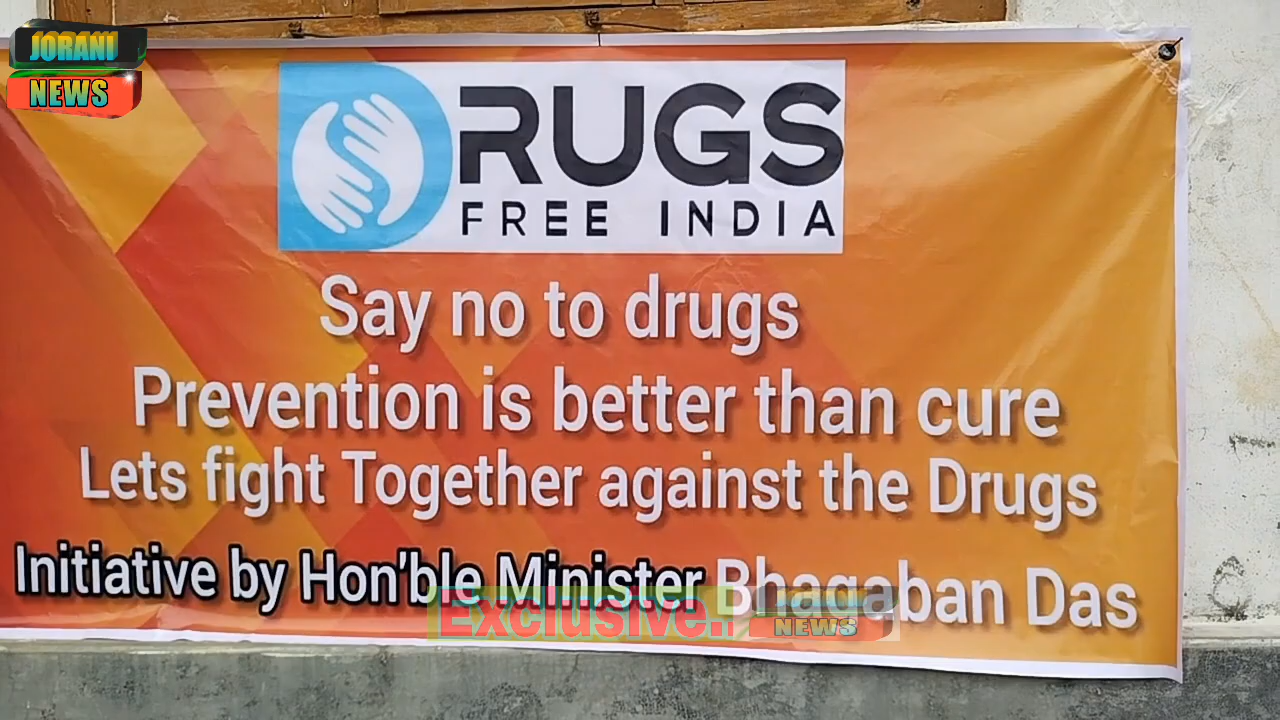 JORANI
NEWS
DRUGS
FREE INDIA
Say no to drugs
Prevention is better than cure
Lets fight Together against the Drugs
Initiative by Hon'ble Minister Bhagaban Das
Exclusive.!
NEWS